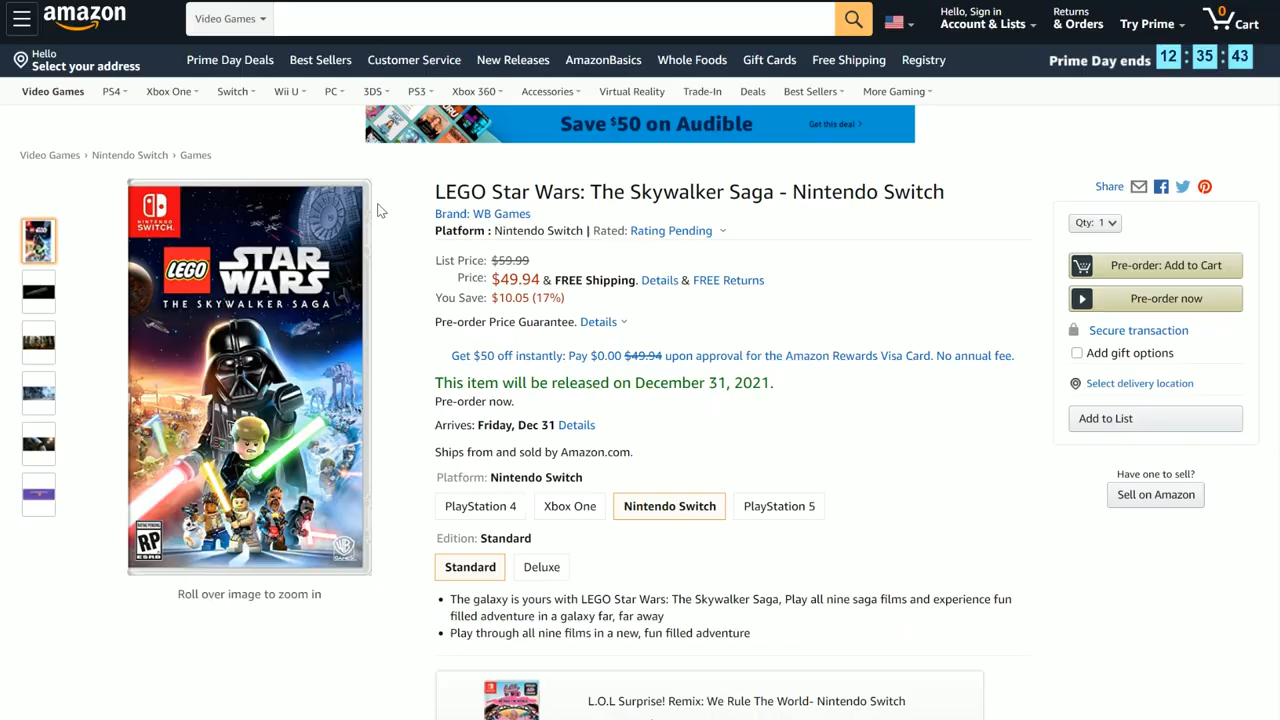 amazon
Video Games
Hello, Sign in
Account & Lists
Returns
& Orders
Try Prime
0
Cart
Hello
Select your address
Prime Day Deals
Best Sellers
Customer Service
New Releases
AmazonBasics
Whole Foods
Gift Cards
Free Shipping
Registry
Prime Day ends 12 : 35 : 43
Video Games
PS4
Xbox One
Switch
Wii U
PC
3DS
PS3
Xbox 360
Accessories
Virtual Reality
Trade-In
Deals
Best Sellers
More Gaming
Save $50 on Audible
Get this deal >
Video Games › Nintendo Switch › Games
NINTENDO
SWITCH
LEGO STAR WARS
THE SKYWALKER SAGA
RATING PENDING
RP
ESRB
WB
GAMES
Roll over image to zoom in
LEGO Star Wars: The Skywalker Saga - Nintendo Switch
Brand: WB Games
Platform : Nintendo Switch | Rated: Rating Pending
List Price: $59.99
Price: $49.94 & FREE Shipping. Details & FREE Returns
You Save: $10.05 (17%)
Pre-order Price Guarantee. Details
Get $50 off instantly: Pay $0.00 $49.94 upon approval for the Amazon Rewards Visa Card. No annual fee.
This item will be released on December 31, 2021.
Pre-order now.
Arrives: Friday, Dec 31 Details
Ships from and sold by Amazon.com.
Platform: Nintendo Switch
PlayStation 4
Xbox One
Nintendo Switch
PlayStation 5
Edition: Standard
Standard
Deluxe
• The galaxy is yours with LEGO Star Wars: The Skywalker Saga, Play all nine saga films and experience fun
filled adventure in a galaxy far, far away
• Play through all nine films in a new, fun filled adventure
L.O.L Surprise! Remix: We Rule The World- Nintendo Switch
Share
Qty: 1
Pre-order: Add to Cart
Pre-order now
Secure transaction
Add gift options
Select delivery location
Add to List
Have one to sell?
Sell on Amazon